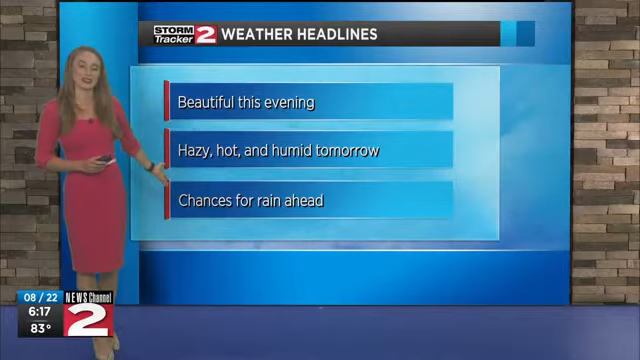 STORM
Tracker 2 WEATHER HEADLINES
Beautiful this evening
Hazy, hot, and humid tomorrow
Chances for rain ahead
08 / 22
6:17
83°
NEWS Channel
2